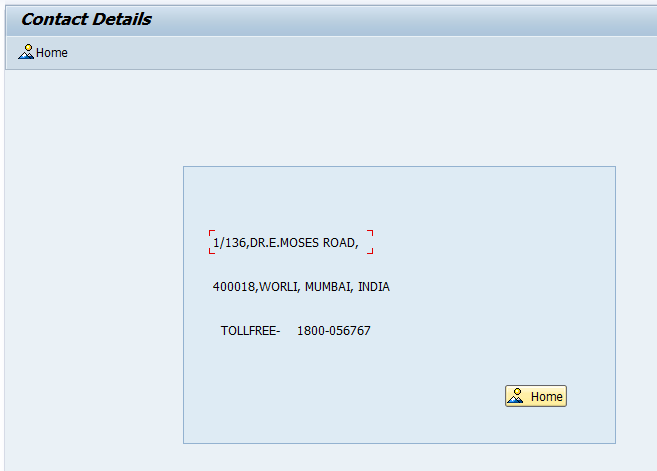 Contact Details
Home
1/136,DR.E.MOSES ROAD,
400018,WORLI, MUMBAI, INDIA
TOLLFREE- 1800-056767
Home